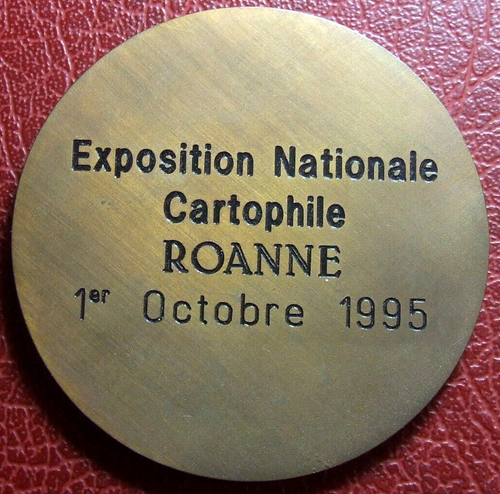 Exposition Nationale
Cartophile
ROANNE
1er Octobre 1995